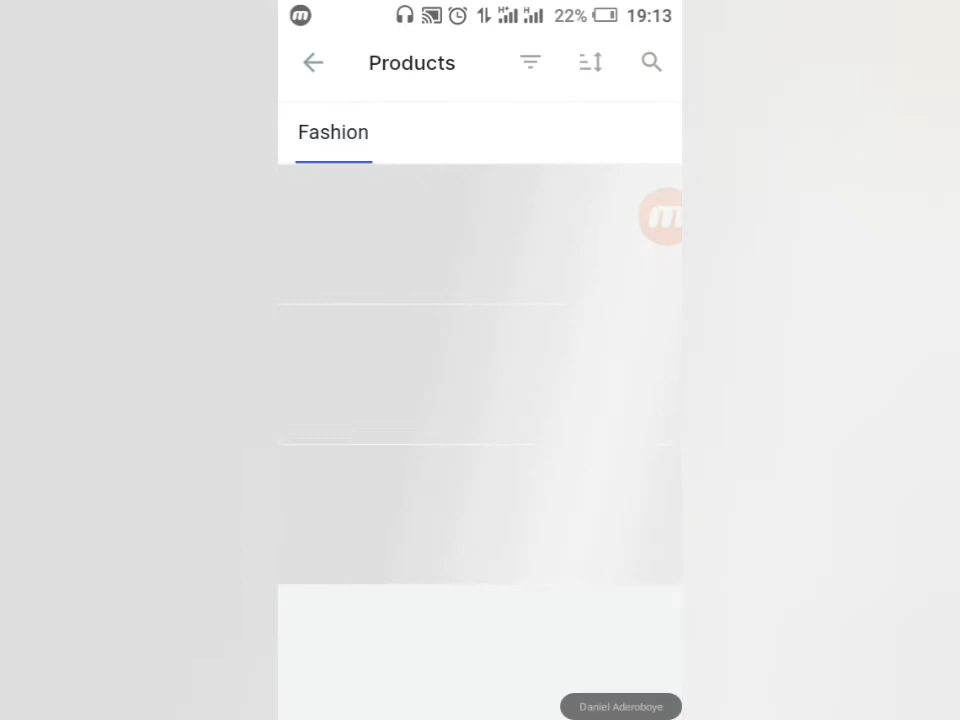 m H+ H 22% 19:13
Products
Fashion
m
Daniel Aderoboye